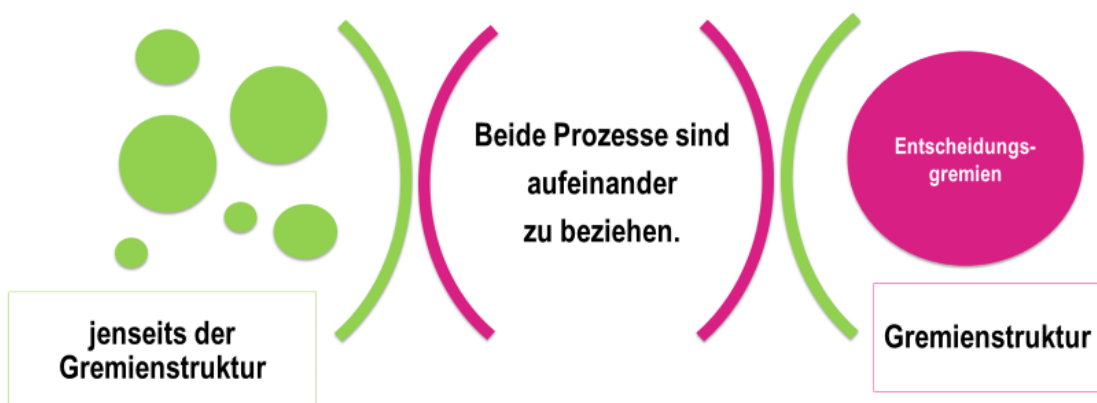 Beide Prozesse sind
aufeinander
zu beziehen.
Entscheidungs-
gremien
jenseits der
Gremienstruktur
Gremienstruktur